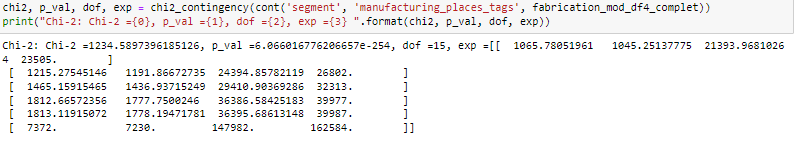 chi2, p_val, dof, exp = chi2_contingency(cont('segment', 'manufacturing_places_tags', fabrication_mod_df4_complet))
print("Chi-2: Chi-2 ={0}, p_val ={1}, dof ={2}, exp ={3} ".format(chi2, p_val, dof, exp))
Chi-2: Chi-2 =1234.5897396185126, p_val =6.066016776206657e-254, dof =15, exp =[[  1065.78051961   1045.25137775  21393.9681026
4  23505.        ]
[  1215.27545146   1191.86672735  24394.85782119  26802.        ]
[  1465.15915465   1436.93715249  29410.90369286  32313.        ]
[  1812.66572356   1777.7500246   36386.58425183  39977.        ]
[  1813.11915072   1778.19471781  36395.68613148  39987.        ]
[  7372.           7230.         147982.         162584.        ]]